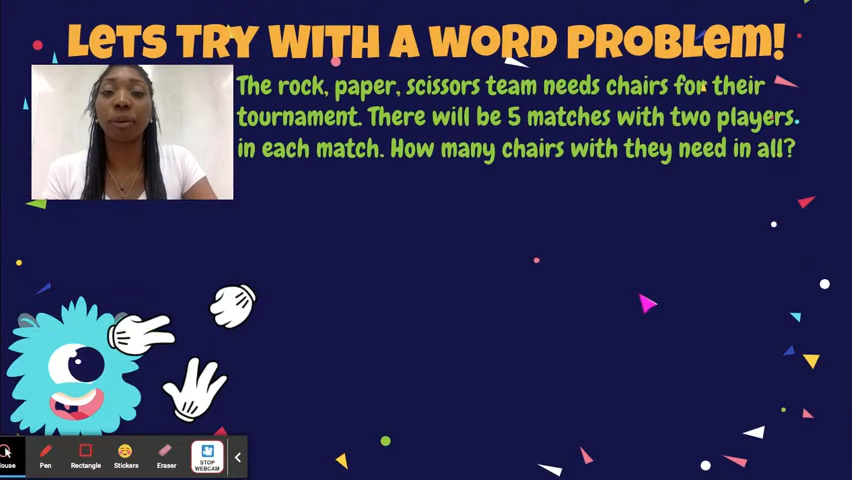 Lets Try With a Word Problem!
The rock, paper, scissors team needs chairs for their
tournament. There will be 5 matches with two players
in each match. How many chairs with they need in all?
Mouse Pen Rectangle Stickers Eraser STOP WEBCAM